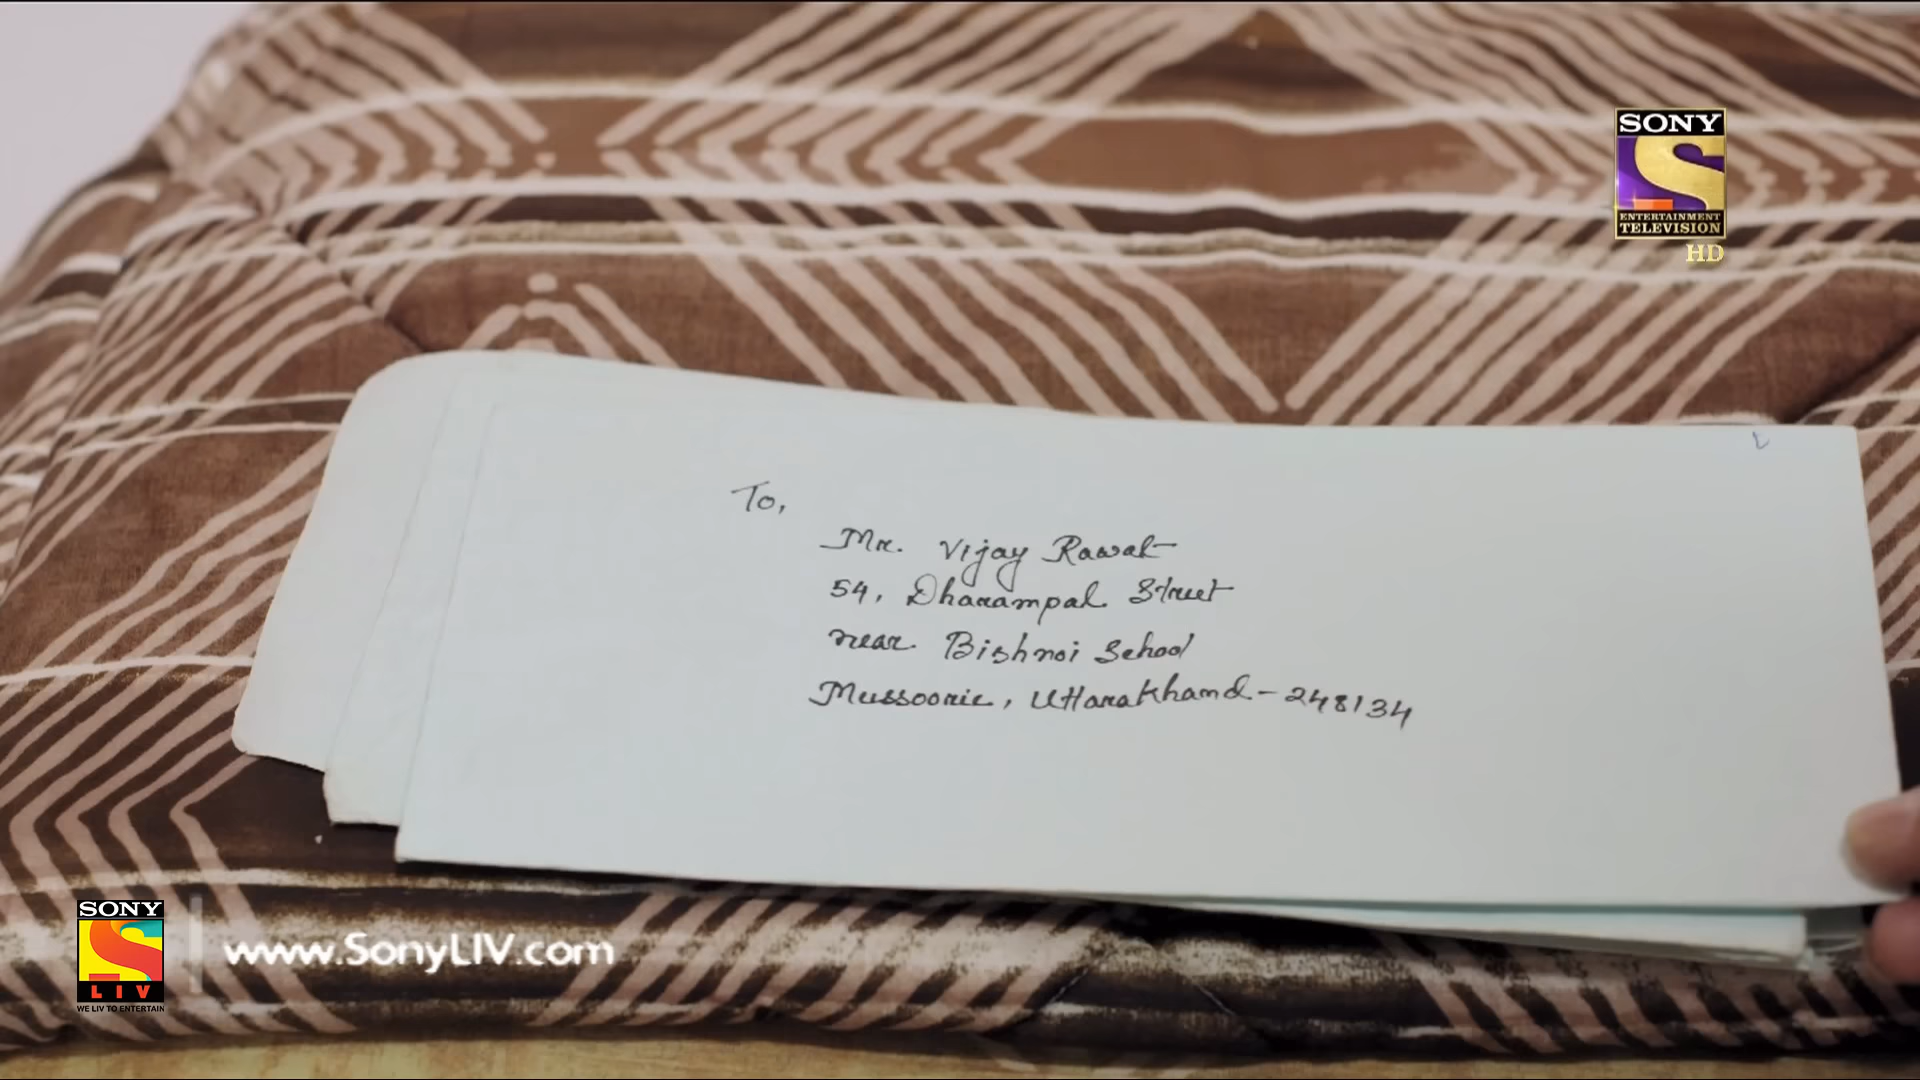 SONY
ENTERTAINMENT
TELEVISION
HD
To,
Mr. Vijay Rawat
54, Dharampal Street
near Bishnoi School
Mussoorie, Uttarakhand - 248134
SONY
LIV
WE LIV TO ENTERTAIN
www.SonyLIV.com